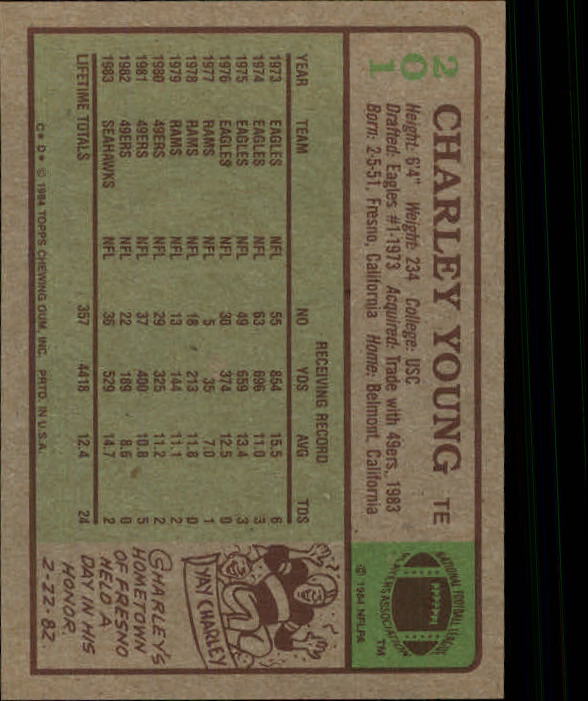 201
CHARLEY YOUNG TE
Height: 6'4" Weight: 234 College: USC
Drafted: Eagles #1-1973 Acquired: Trade with 49ers, 1983
Born: 2-5-51, Fresno, California Home: Belmont, California
NATIONAL FOOTBALL LEAGUE
PLAYERS ASSOCIATION
TM
© 1984 NFLPA
RECEIVING RECORD
YEAR TEAM NO YDS AVG TDS
1973 EAGLES NFL 55 854 15.5 6
1974 EAGLES NFL 63 696 11.0 3
1975 EAGLES NFL 49 659 13.4 3
1976 EAGLES NFL 30 374 12.5 0
1977 RAMS NFL 5 35 7.0 1
1978 RAMS NFL 18 213 11.8 0
1979 RAMS NFL 13 144 11.1 2
1980 49ERS NFL 29 325 11.2 2
1981 49ERS NFL 37 400 10.8 5
1982 49ERS NFL 22 189 8.6 0
1983 SEAHAWKS NFL 36 529 14.7 2
LIFETIME TOTALS 357 4418 12.4 24
YAY CHARLEY
CHARLEY'S
HOMETOWN
OF FRESNO
HELD A
DAY IN HIS
HONOR.
2-22-82.
C* D* © 1984 TOPPS CHEWING GUM, INC. PRTD. IN U.S.A.